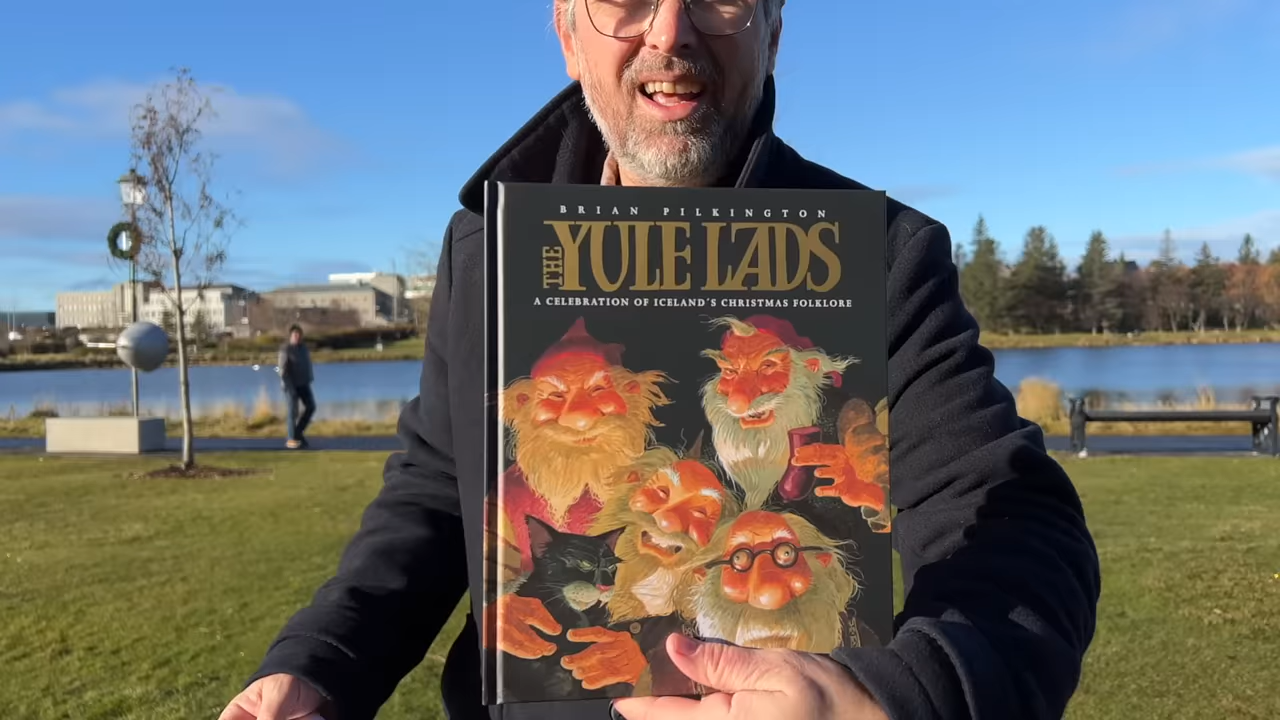 BRIAN PILKINGTON
THE YULE LADS
A CELEBRATION OF ICELAND'S CHRISTMAS FOLKLORE